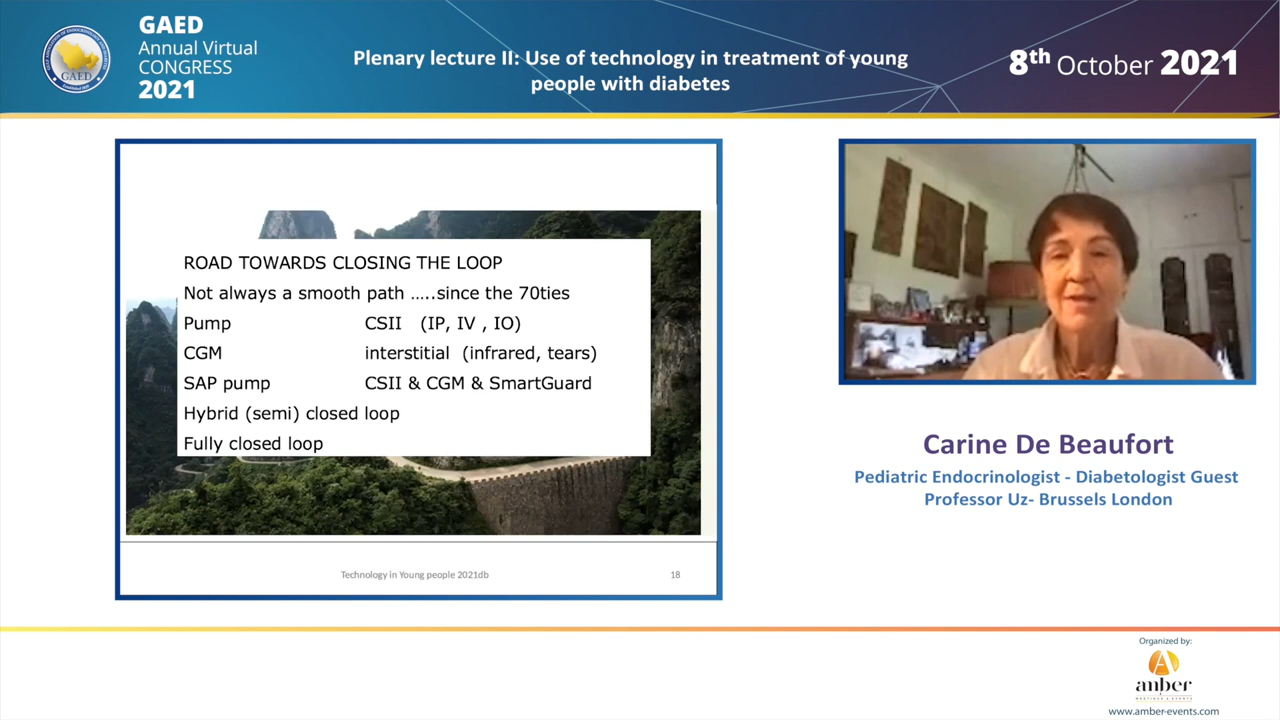 GAED
Annual Virtual
CONGRESS
2021
GAED
Plenary lecture II: Use of technology in treatment of young
people with diabetes
8th October 2021
ROAD TOWARDS CLOSING THE LOOP
Not always a smooth path …..since the 70ties
Pump CSII (IP, IV , IO)
CGM interstitial (infrared, tears)
SAP pump CSII & CGM & SmartGuard
Hybrid (semi) closed loop
Fully closed loop
Technology in Young people 2021db 18
Carine De Beaufort
Pediatric Endocrinologist - Diabetologist Guest
Professor Uz- Brussels London
Organized by:
anber
MEETINGS & EVENTS
www.amber-events.com